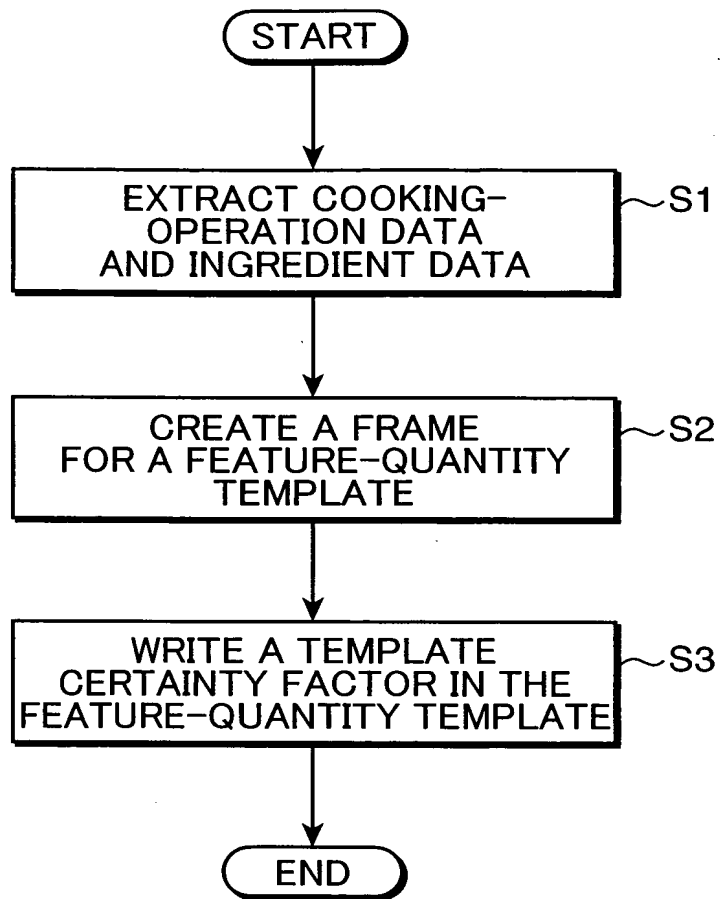 START
EXTRACT COOKING-
OPERATION DATA
AND INGREDIENT DATA
S1
CREATE A FRAME
FOR A FEATURE-QUANTITY
TEMPLATE
S2
WRITE A TEMPLATE
CERTAINTY FACTOR IN THE
FEATURE-QUANTITY TEMPLATE
S3
END